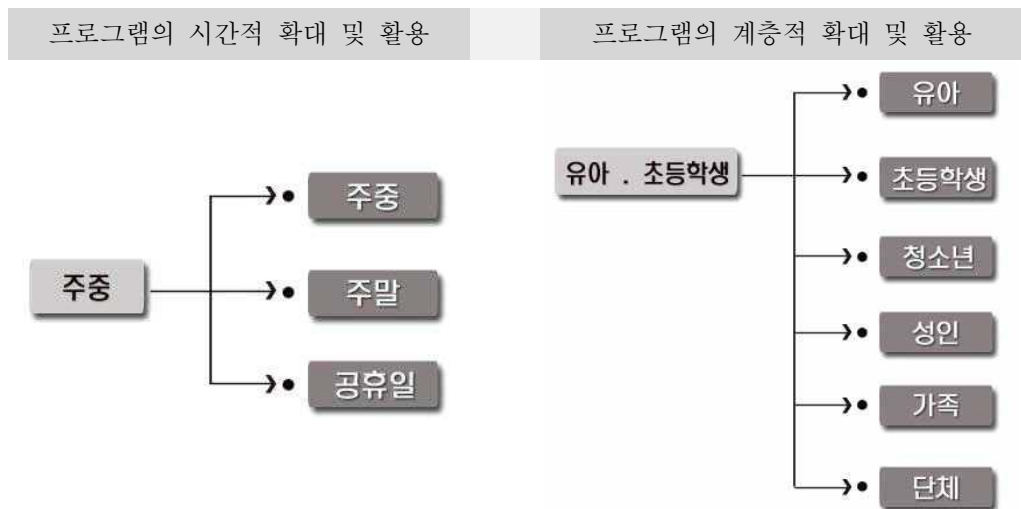 프로그램의 시간적 확대 및 활용
주중
주중
주말
공휴일
프로그램의 계층적 확대 및 활용
유아 . 초등학생
유아
초등학생
청소년
성인
가족
단체